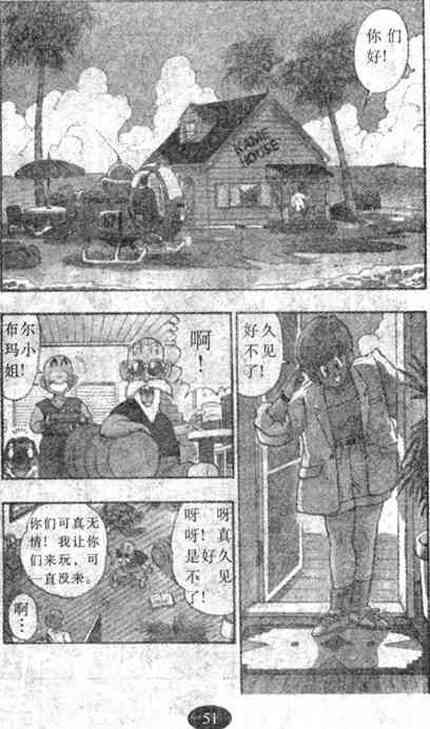 你们
好!
KAME
HOUSE
好久
不见
了!
啊!
布尔
玛小
姐!
呀呀
呀!真
是好久
不见
了!
你们可真无
情!我让你
们来玩,可
一直没来。
啊…
51